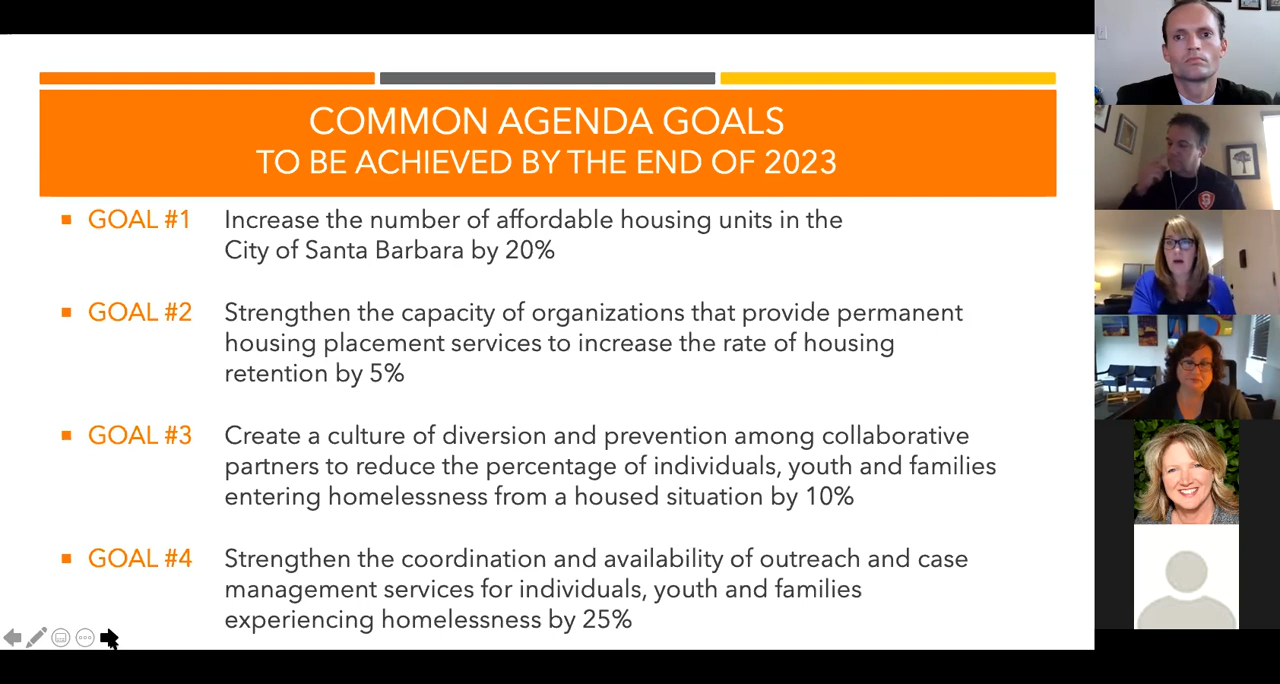 COMMON AGENDA GOALS
TO BE ACHIEVED BY THE END OF 2023
GOAL #1 Increase the number of affordable housing units in the
City of Santa Barbara by 20%
GOAL #2 Strengthen the capacity of organizations that provide permanent
housing placement services to increase the rate of housing
retention by 5%
GOAL #3 Create a culture of diversion and prevention among collaborative
partners to reduce the percentage of individuals, youth and families
entering homelessness from a housed situation by 10%
GOAL #4 Strengthen the coordination and availability of outreach and case
management services for individuals, youth and families
experiencing homelessness by 25%